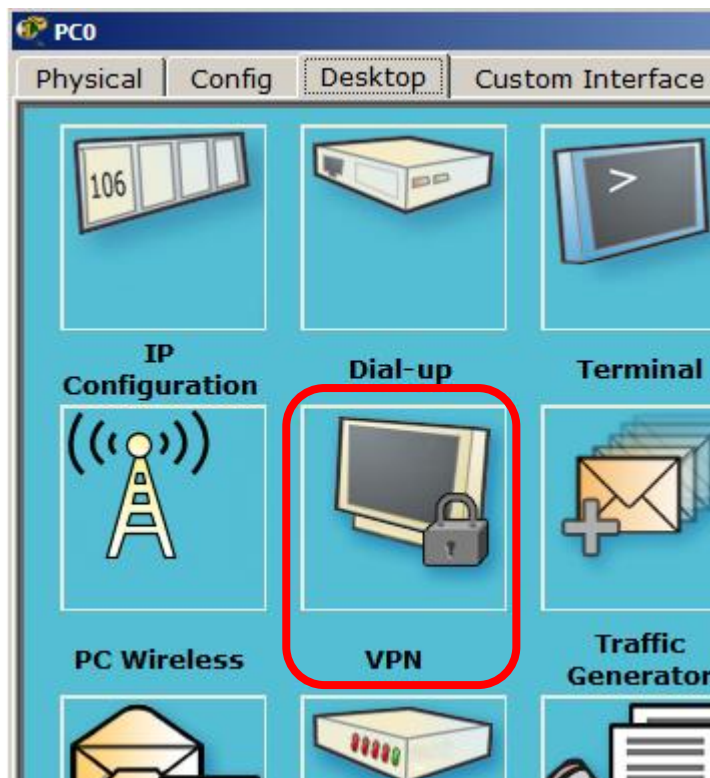 PC0
Physical Config Desktop Custom Interface
106
>
IP
Configuration
Dial-up
Terminal
PC Wireless
VPN
Traffic
Generator